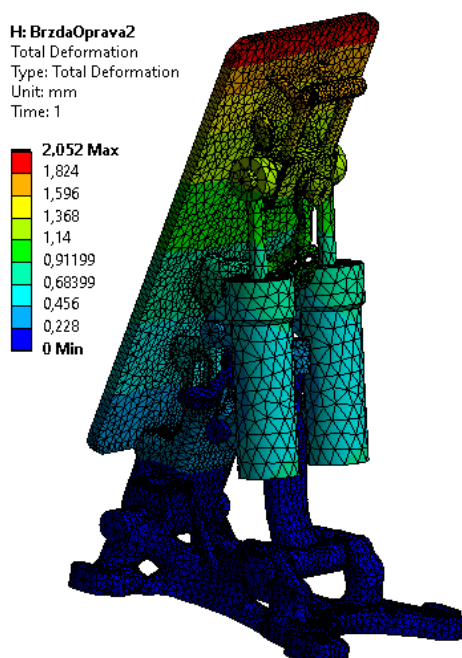 H: BrzdaOprava2
Total Deformation
Type: Total Deformation
Unit: mm
Time: 1
2,052 Max
1,824
1,596
1,368
1,14
0,91199
0,68399
0,456
0,228
0 Min